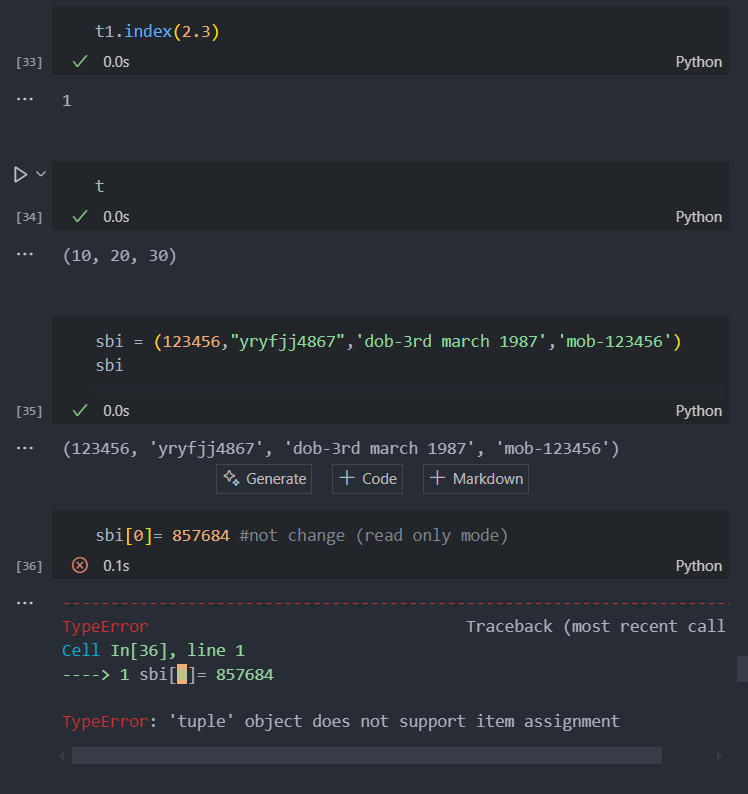 t1.index(2.3)
[33] 0.0s Python
... 1
t
[34] 0.0s Python
... (10, 20, 30)
sbi = (123456,"yryfjj4867",'dob-3rd march 1987','mob-123456')
sbi
[35] 0.0s Python
... (123456, 'yryfjj4867', 'dob-3rd march 1987', 'mob-123456')
Generate + Code + Markdown
sbi[0]= 857684 #not change (read only mode)
[36] 0.1s Python
... ---------------------------------------------------------------------------
TypeError Traceback (most recent call
Cell In[36], line 1
----> 1 sbi[0]= 857684
TypeError: 'tuple' object does not support item assignment